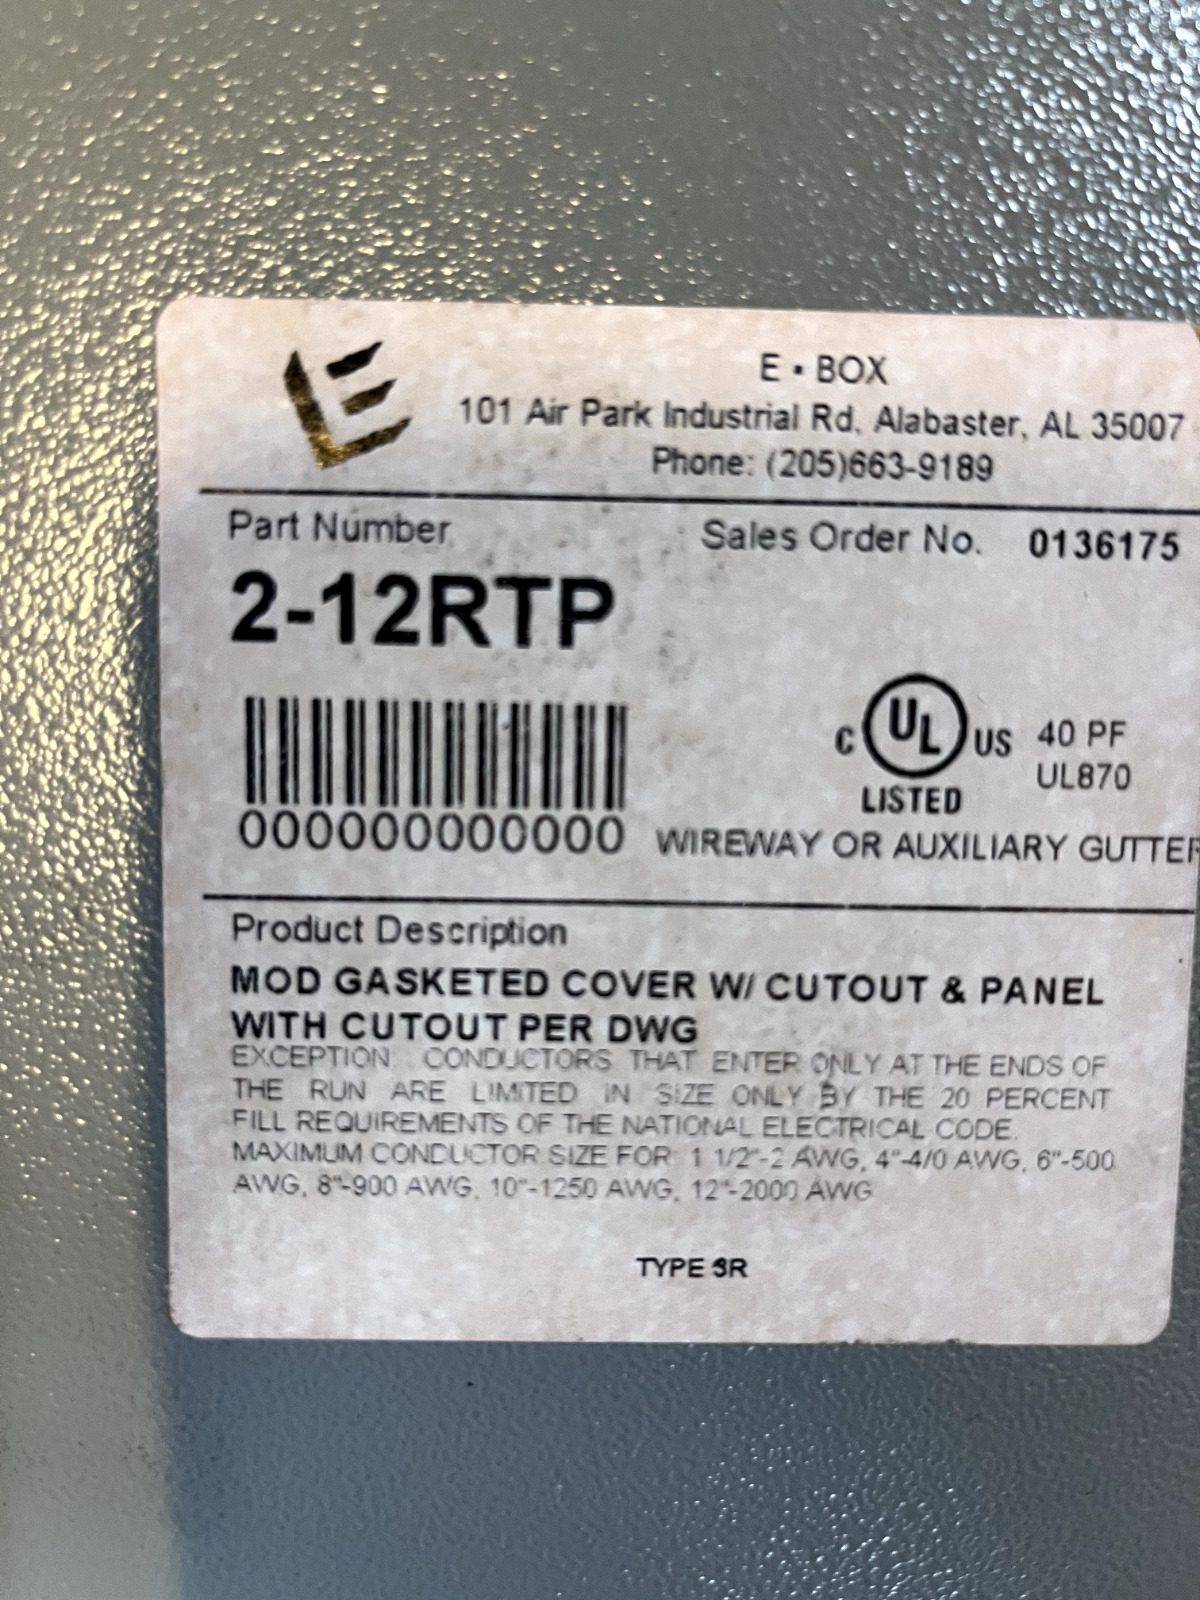 E • BOX
101 Air Park Industrial Rd, Alabaster, AL 35007
Phone: (205)663-9189
Part Number
Sales Order No. 0136175
2-12RTP
C UL US
LISTED
40 PF
UL870
000000000000
WIREWAY OR AUXILIARY GUTTER
Product Description
MOD GASKETED COVER W/ CUTOUT & PANEL
WITH CUTOUT PER DWG
EXCEPTION: CONDUCTORS THAT ENTER ONLY AT THE ENDS OF
THE RUN ARE LIMITED IN SIZE ONLY BY THE 20 PERCENT
FILL REQUIREMENTS OF THE NATIONAL ELECTRICAL CODE.
MAXIMUM CONDUCTOR SIZE FOR: 1 1/2"-2 AWG, 4"-4/0 AWG, 6"-500
AWG, 8"-900 AWG, 10"-1250 AWG, 12"-2000 AWG
TYPE 3R